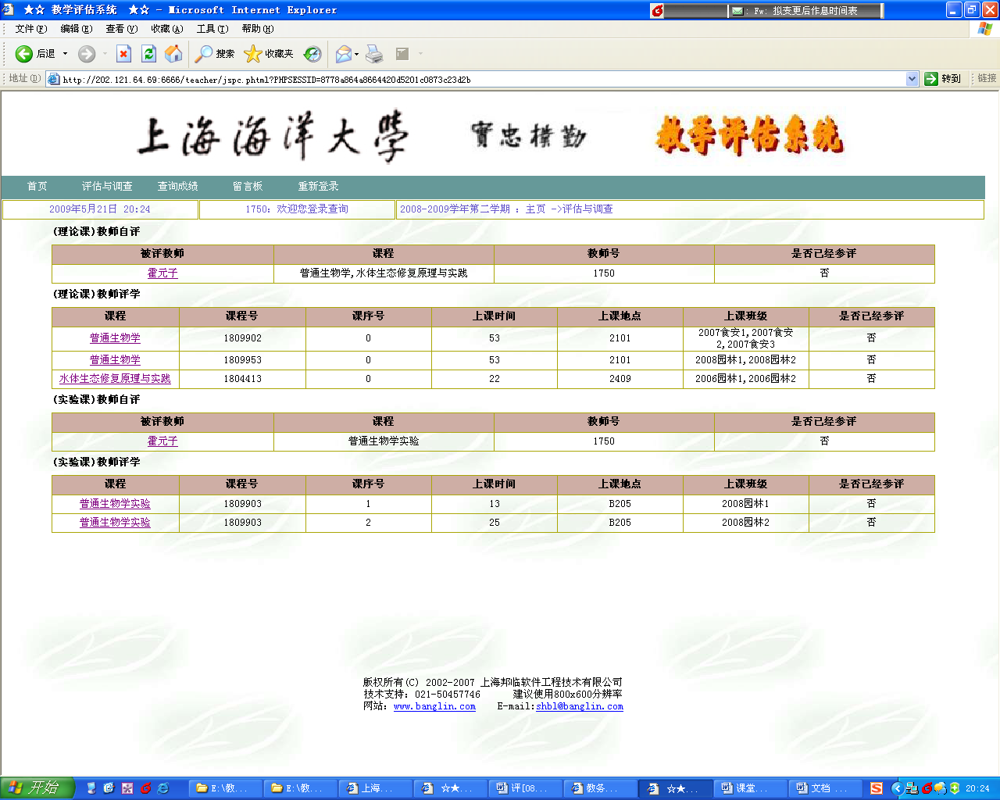 ★☆ 教学评估系统 ★☆ - Microsoft Internet Explorer
: Fw: 拟变更后作息时间表
文件(F) 编辑(E) 查看(V) 收藏(A) 工具(T) 帮助(H)
后退 搜索 收藏夹
地址(D) http://202.121.64.69:6666/teacher/jspc.phtml?PHPSESSID=8778a864a8664420d5201c0873c23d2b 转到 链接
上海海洋大學 實忠樸勤 教学评估系统
首页 评估与调查 查询成绩 留言板 重新登录
2009年5月21日 20:24 1750: 欢迎您登录查询 2008-2009学年第二学期 : 主页 ->评估与调查
(理论课)教师自评
被评教师 课程 教师号 是否已经参评
霍元子 普通生物学,水体生态修复原理与实践 1750 否
(理论课)教师评学
课程 课程号 课序号 上课时间 上课地点 上课班级 是否已经参评
普通生物学 1809902 0 53 2101 2007食安1,2007食安2,2007食安3 否
普通生物学 1809953 0 53 2101 2008园林1,2008园林2 否
水体生态修复原理与实践 1804413 0 22 2409 2006园林1,2006园林2 否
(实验课)教师自评
被评教师 课程 教师号 是否已经参评
霍元子 普通生物学实验 1750 否
(实验课)教师评学
课程 课程号 课序号 上课时间 上课地点 上课班级 是否已经参评
普通生物学实验 1809903 1 13 B205 2008园林1 否
普通生物学实验 1809903 2 25 B205 2008园林2 否
版权所有(C) 2002-2007 上海邦临软件工程技术有限公司
技术支持: 021-50457746 建议使用800x600分辨率
网站: www.banglin.com E-mail:shbl@banglin.com
开始 E:\教... E:\教... 上海... ☆★... 评[08... 教务... ☆★... 课堂... 文档 ... 20:24